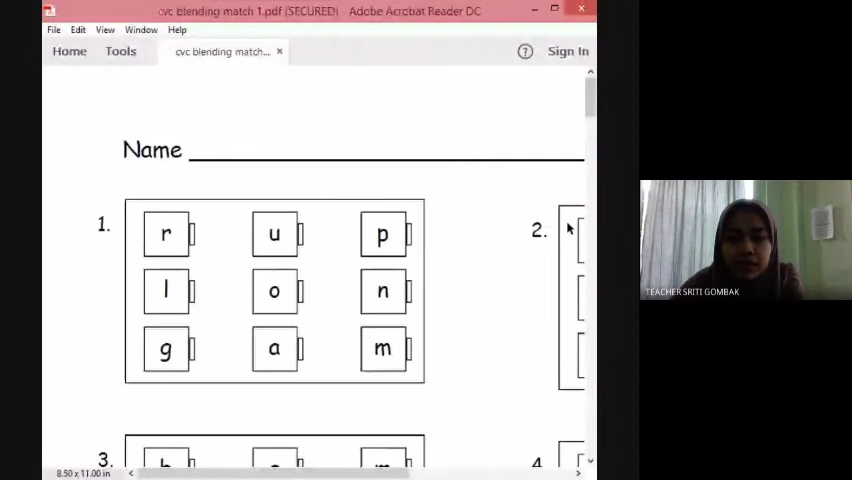 cvc blending match 1.pdf (SECURED) - Adobe Acrobat Reader DC
File Edit View Window Help
Home Tools cvc blending match... × ? Sign In
Name
1. r u p
l o n
g a m
2.
3.
4
8.50 x 11.00 in
TEACHER SRITI GOMBAK